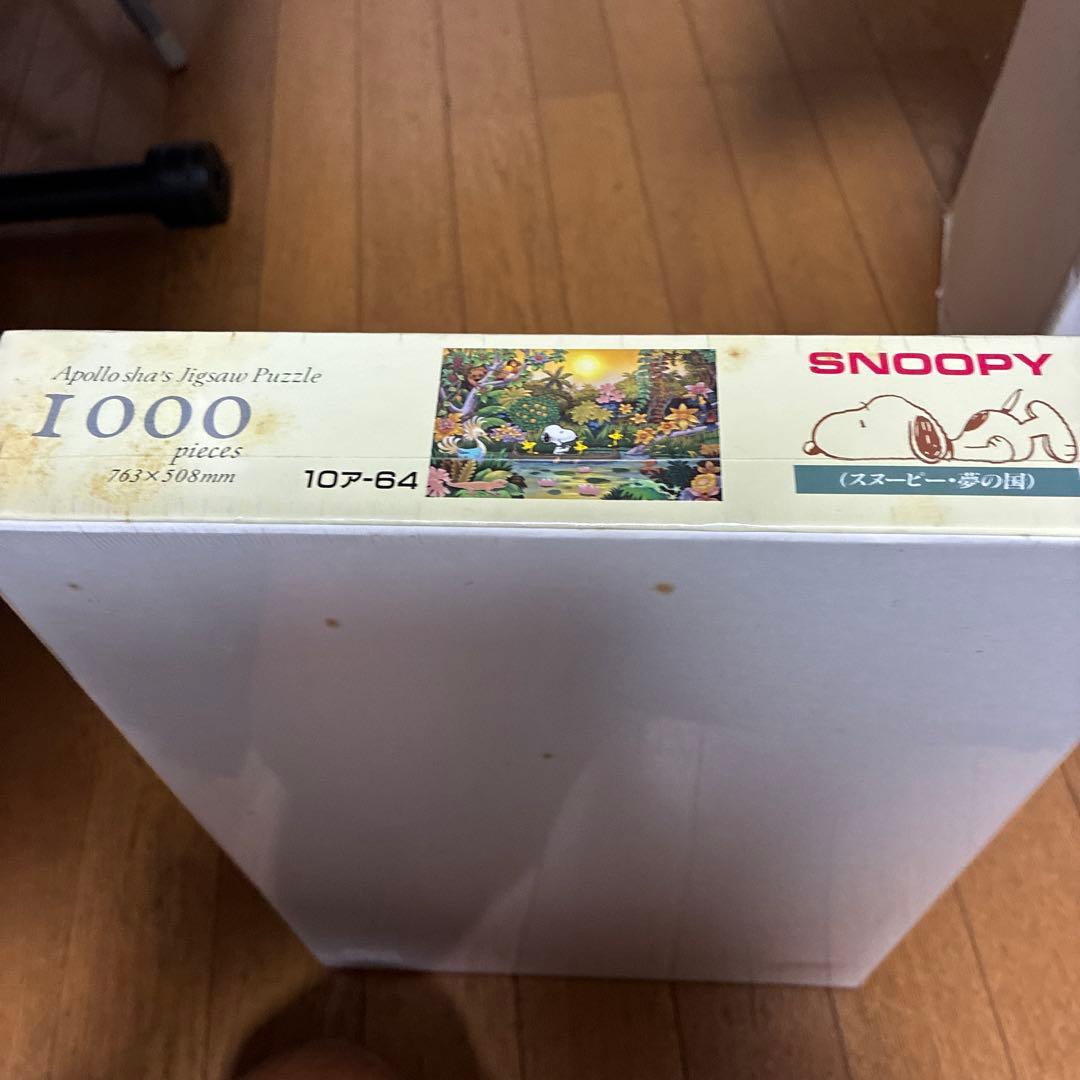 Apollo sha's Jigsaw Puzzle
1000
pieces
763×508mm
10ア-64
SNOOPY
(スヌーピー・夢の国)